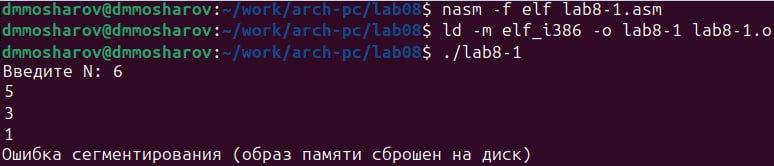 dmmosharov@dmmosharov:~/work/arch-pc/lab08$ nasm -f elf lab8-1.asm
dmmosharov@dmmosharov:~/work/arch-pc/lab08$ ld -m elf_i386 -o lab8-1 lab8-1.o
dmmosharov@dmmosharov:~/work/arch-pc/lab08$ ./lab8-1
Введите N: 6
5
3
1
Ошибка сегментирования (образ памяти сброшен на диск)